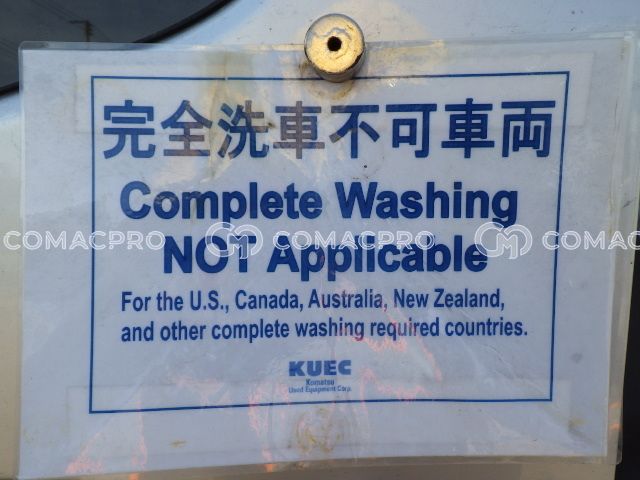 完全洗車不可車両
Complete Washing
NOT Applicable
COMACPRO COMACPRO COMACPRO
For the U.S., Canada, Australia, New Zealand,
and other complete washing required countries.
KUEC
Komatsu
Used Equipment Corp.